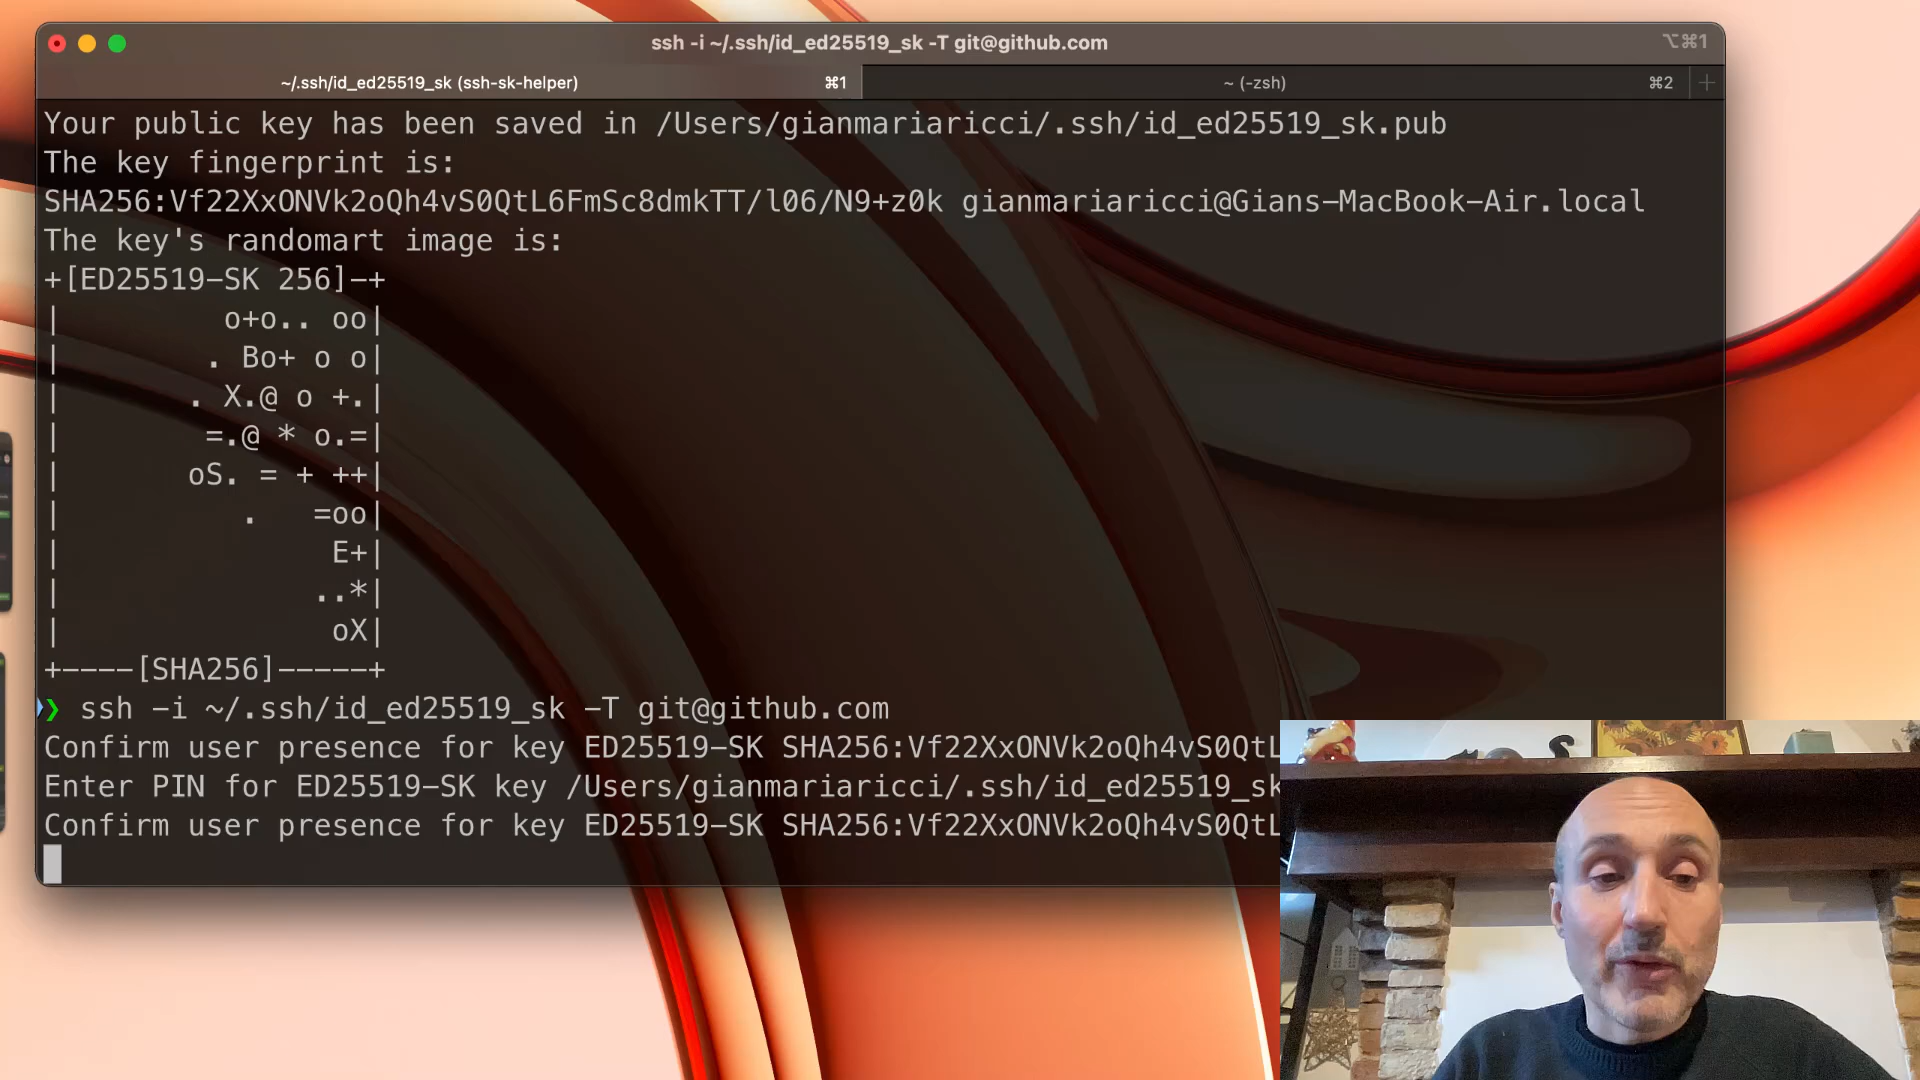 ssh -i ~/.ssh/id_ed25519_sk -T git@github.com
⌥⌘1
~/.ssh/id_ed25519_sk (ssh-sk-helper)
⌘1
~ (-zsh)
⌘2
Your public key has been saved in /Users/gianmariaricci/.ssh/id_ed25519_sk.pub
The key fingerprint is:
SHA256:Vf22XxONVk2oQh4vS0QtL6FmSc8dmkTT/l06/N9+z0k gianmariaricci@Gians-MacBook-Air.local
The key's randomart image is:
+[ED25519-SK 256]-+
|         o+o.. oo|
|        . Bo+ o o|
|       . X.@ o +.|
|        =.@ * o.=|
|       oS. = + ++|
|          .   =oo|
|               E+|
|              ..*|
|               oX|
+----[SHA256]-----+
❯ ssh -i ~/.ssh/id_ed25519_sk -T git@github.com
Confirm user presence for key ED25519-SK SHA256:Vf22XxONVk2oQh4vS0QtL
Enter PIN for ED25519-SK key /Users/gianmariaricci/.ssh/id_ed25519_sk
Confirm user presence for key ED25519-SK SHA256:Vf22XxONVk2oQh4vS0QtL